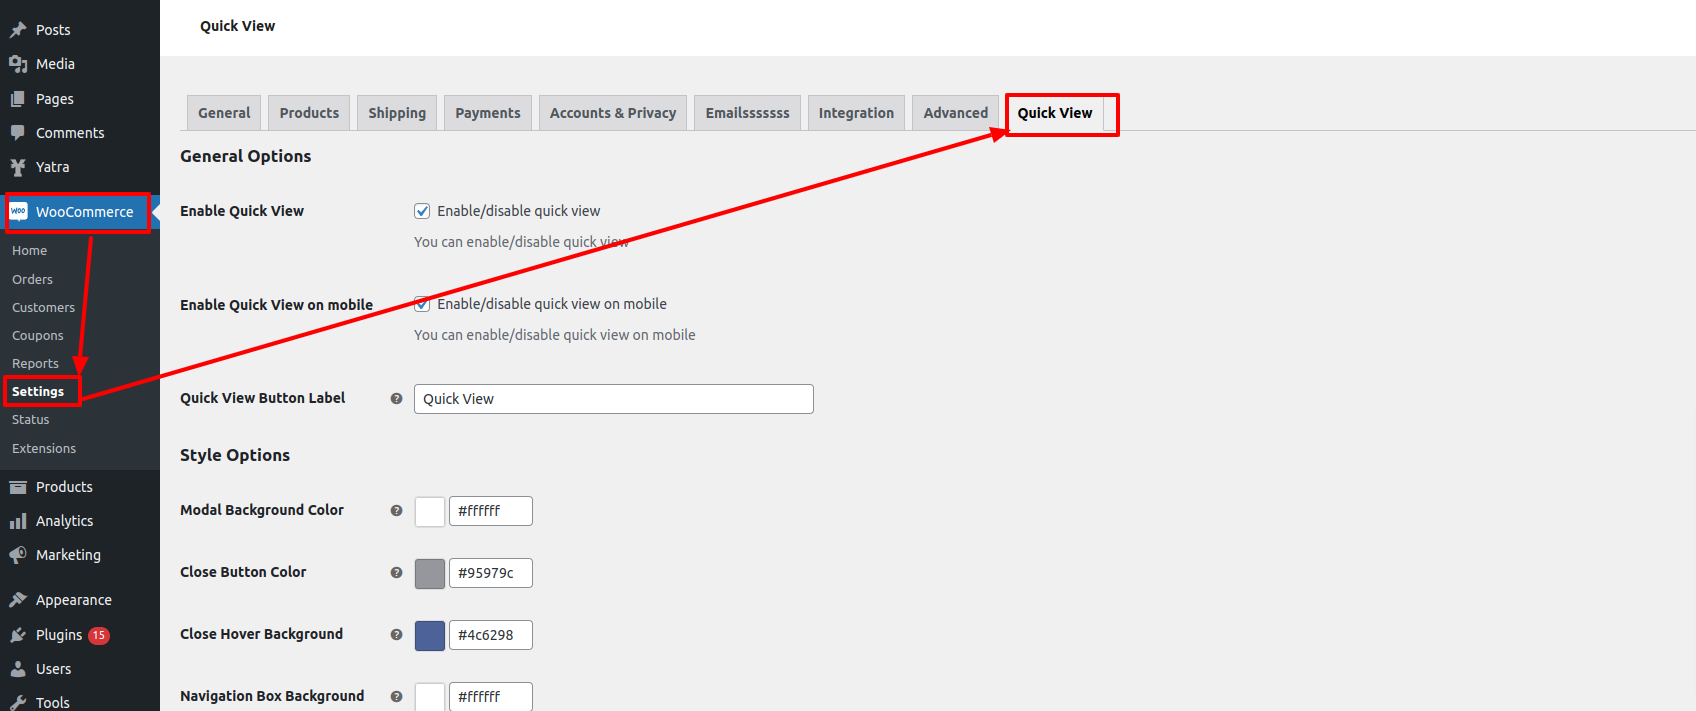 Posts
Media
Pages
Comments
Yatra
woo WooCommerce
Home
Orders
Customers
Coupons
Reports
Settings
Status
Extensions
Products
Analytics
Marketing
Appearance
Plugins 15
Users
Tools
Quick View
General Products Shipping Payments Accounts & Privacy Emailsssssss Integration Advanced Quick View
General Options
Enable Quick View Enable/disable quick view
You can enable/disable quick view
Enable Quick View on mobile Enable/disable quick view on mobile
You can enable/disable quick view on mobile
Quick View Button Label ? Quick View
Style Options
Modal Background Color ? #ffffff
Close Button Color ? #95979c
Close Hover Background ? #4c6298
Navigation Box Background ? #ffffff